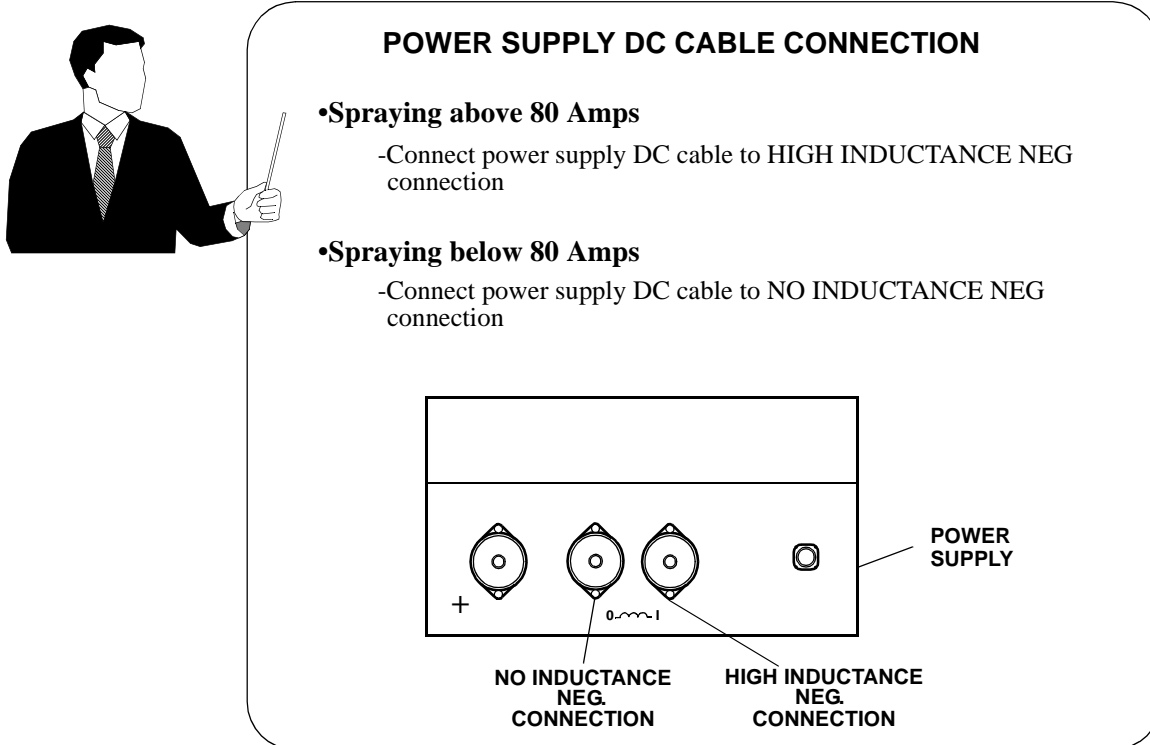 POWER SUPPLY DC CABLE CONNECTION
•Spraying above 80 Amps
-Connect power supply DC cable to HIGH INDUCTANCE NEG
connection
•Spraying below 80 Amps
-Connect power supply DC cable to NO INDUCTANCE NEG
connection
POWER
SUPPLY
+
0 I
NO INDUCTANCE
NEG.
CONNECTION
HIGH INDUCTANCE
NEG.
CONNECTION